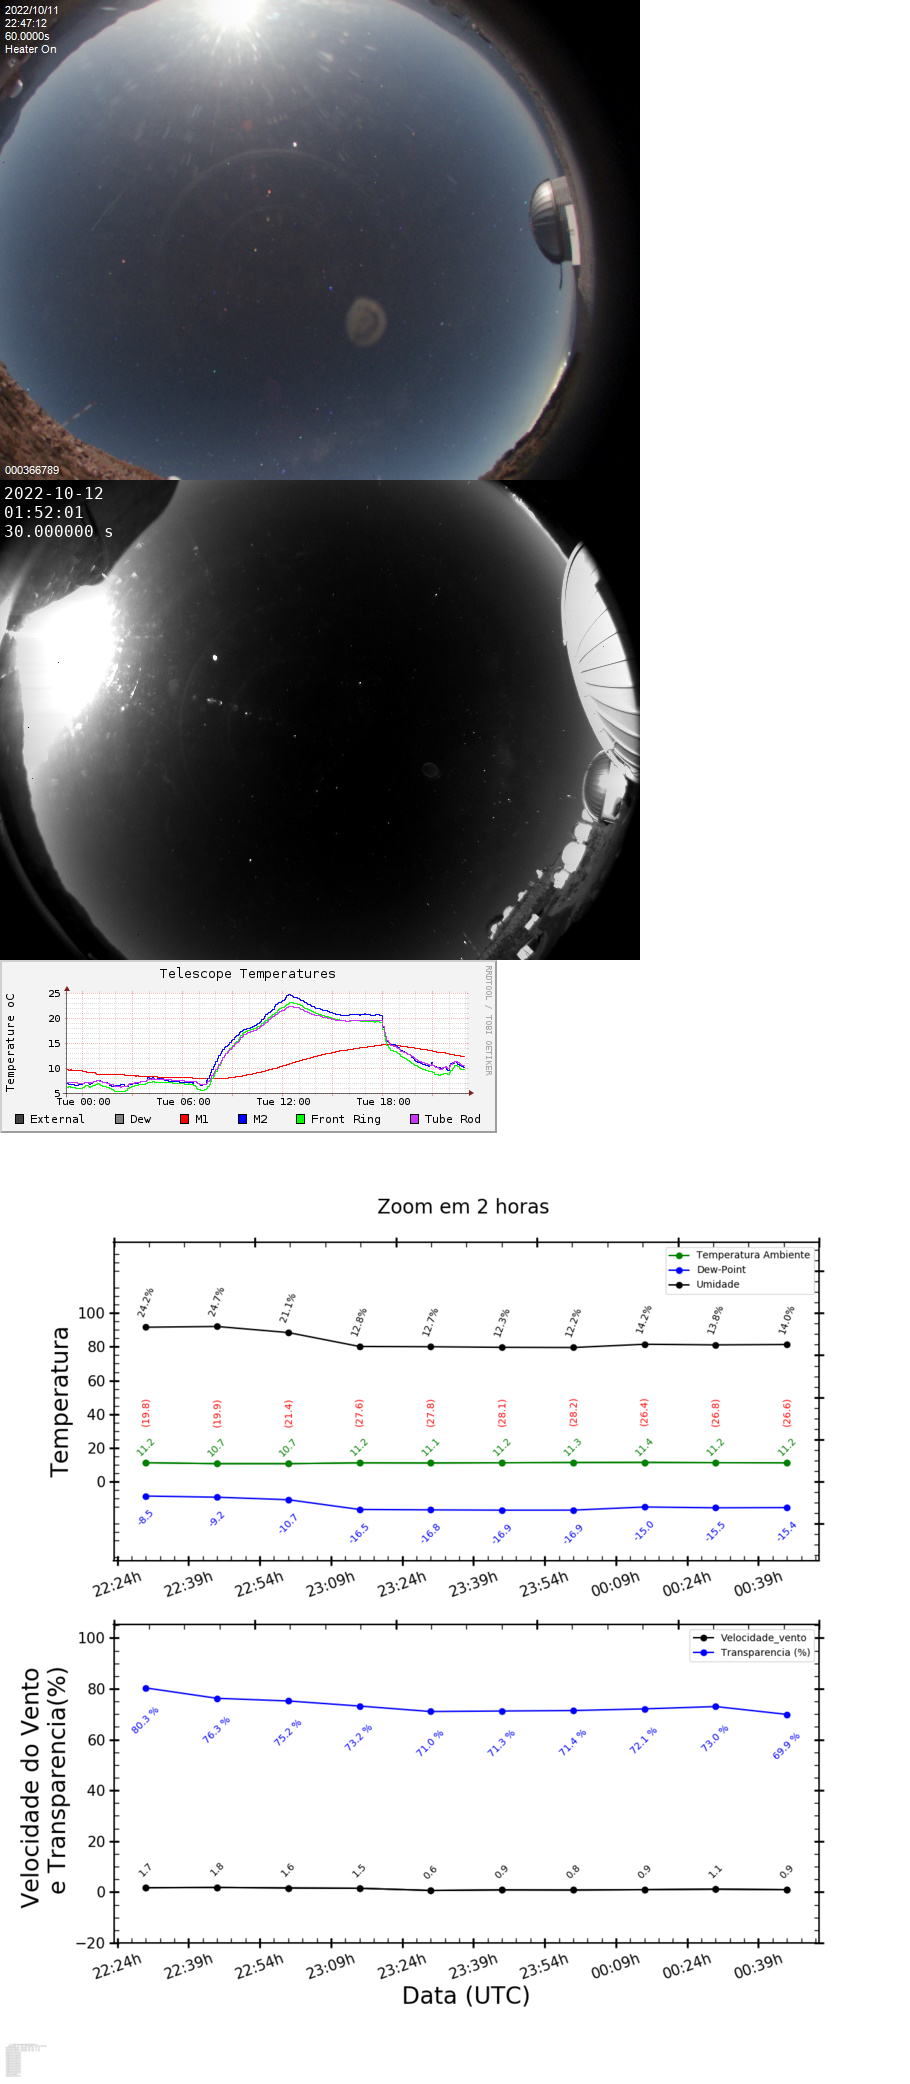 2022/10/11
22:47:12
60.0000s
Heater On
000366789
2022-10-12
01:52:01
30.000000 s
Telescope Temperatures
RRDTOOL / TOBI OETIKER
Temperature oC
25
20
15
10
5
Tue 00:00 Tue 06:00 Tue 12:00 Tue 18:00
External Dew M1 M2 Front Ring Tube Rod
Zoom em 2 horas
Temperatura Ambiente
Dew-Point
Umidade
Temperatura
100
80
60
40
20
0
24.2% 24.7% 21.1% 12.8% 12.7% 12.3% 12.2% 14.2% 13.8% 14.0%
(19.8) (19.9) (21.4) (27.6) (27.8) (28.1) (28.2) (26.4) (26.8) (26.6)
11.2 10.7 10.7 11.2 11.1 11.2 11.3 11.4 11.2 11.2
-8.5 -9.2 -10.7 -16.5 -16.8 -16.9 -16.9 -15.0 -15.5 -15.4
22:24h 22:39h 22:54h 23:09h 23:24h 23:39h 23:54h 00:09h 00:24h 00:39h
Velocidade_vento
Transparencia (%)
Velocidade do Vento
e Transparencia(%)
100
80
60
40
20
0
−20
80.3 % 76.3 % 75.2 % 73.2 % 71.0 % 71.3 % 71.4 % 72.1 % 73.0 % 69.9 %
1.7 1.8 1.6 1.5 0.6 0.9 0.8 0.9 1.1 0.9
22:24h 22:39h 22:54h 23:09h 23:24h 23:39h 23:54h 00:09h 00:24h 00:39h
Data (UTC)